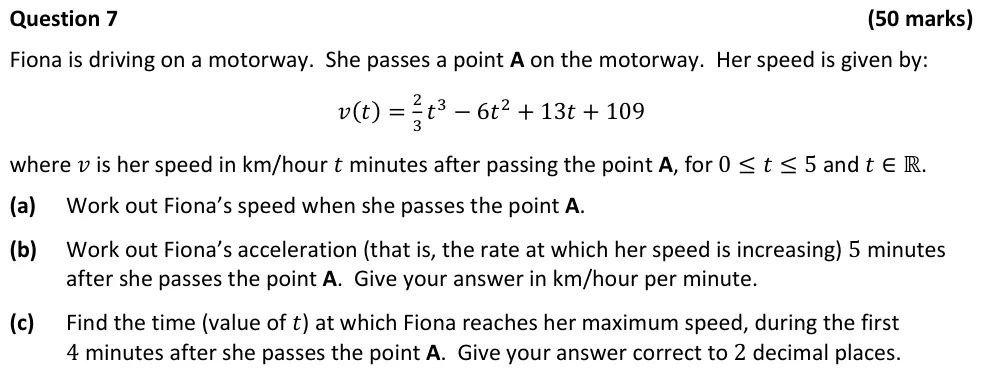 Question 7 (50 marks)
Fiona is driving on a motorway. She passes a point A on the motorway. Her speed is given by:
v(t) = 2/3 t³ − 6t² + 13t + 109
where v is her speed in km/hour t minutes after passing the point A, for 0 ≤ t ≤ 5 and t ∈ ℝ.
(a) Work out Fiona’s speed when she passes the point A.
(b) Work out Fiona’s acceleration (that is, the rate at which her speed is increasing) 5 minutes
after she passes the point A. Give your answer in km/hour per minute.
(c) Find the time (value of t) at which Fiona reaches her maximum speed, during the first
4 minutes after she passes the point A. Give your answer correct to 2 decimal places.